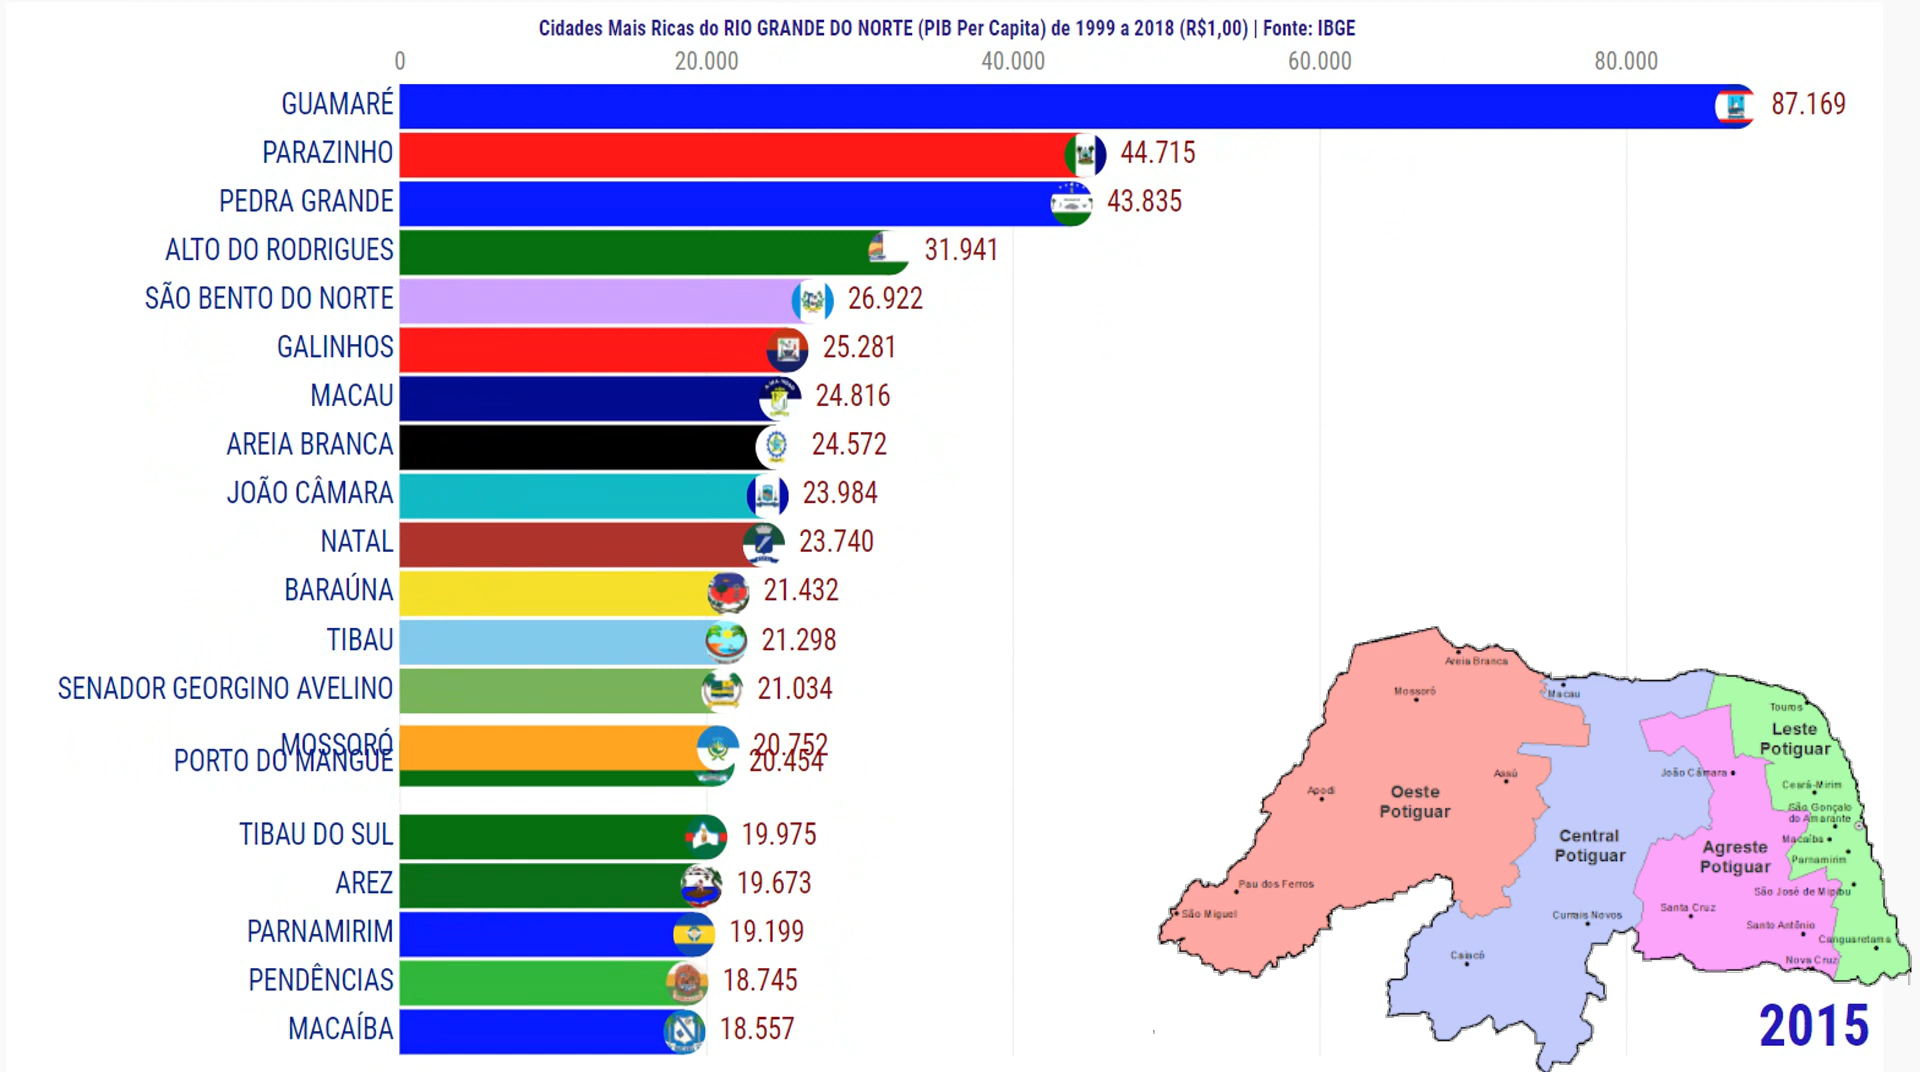 Cidades Mais Ricas do RIO GRANDE DO NORTE (PIB Per Capita) de 1999 a 2018 (R$1,00) | Fonte: IBGE
0 20.000 40.000 60.000 80.000
GUAMARÉ 87.169
PARAZINHO 44.715
PEDRA GRANDE 43.835
ALTO DO RODRIGUES 31.941
SÃO BENTO DO NORTE 26.922
GALINHOS 25.281
MACAU 24.816
AREIA BRANCA 24.572
JOÃO CÂMARA 23.984
NATAL 23.740
BARAÚNA 21.432
TIBAU 21.298
SENADOR GEORGINO AVELINO 21.034
MOSSORÓ 20.752
PORTO DO MANGUE 20.454
TIBAU DO SUL 19.975
AREZ 19.673
PARNAMIRIM 19.199
PENDÊNCIAS 18.745
MACAÍBA 18.557
Areia Branca
Mossoró
Macau
Touros
Leste
Potiguar
João Câmara
Assú
Apodi
Oeste
Potiguar
Ceará-Mirim
São Gonçalo
do Amarante
Central
Potiguar
Macaíba
Agreste
Potiguar
Parnamirim
Pau dos Ferros
São José de Mipibu
São Miguel
Currais Novos
Santa Cruz
Santo Antônio
Canguaretama
Caicó
Nova Cruz
2015